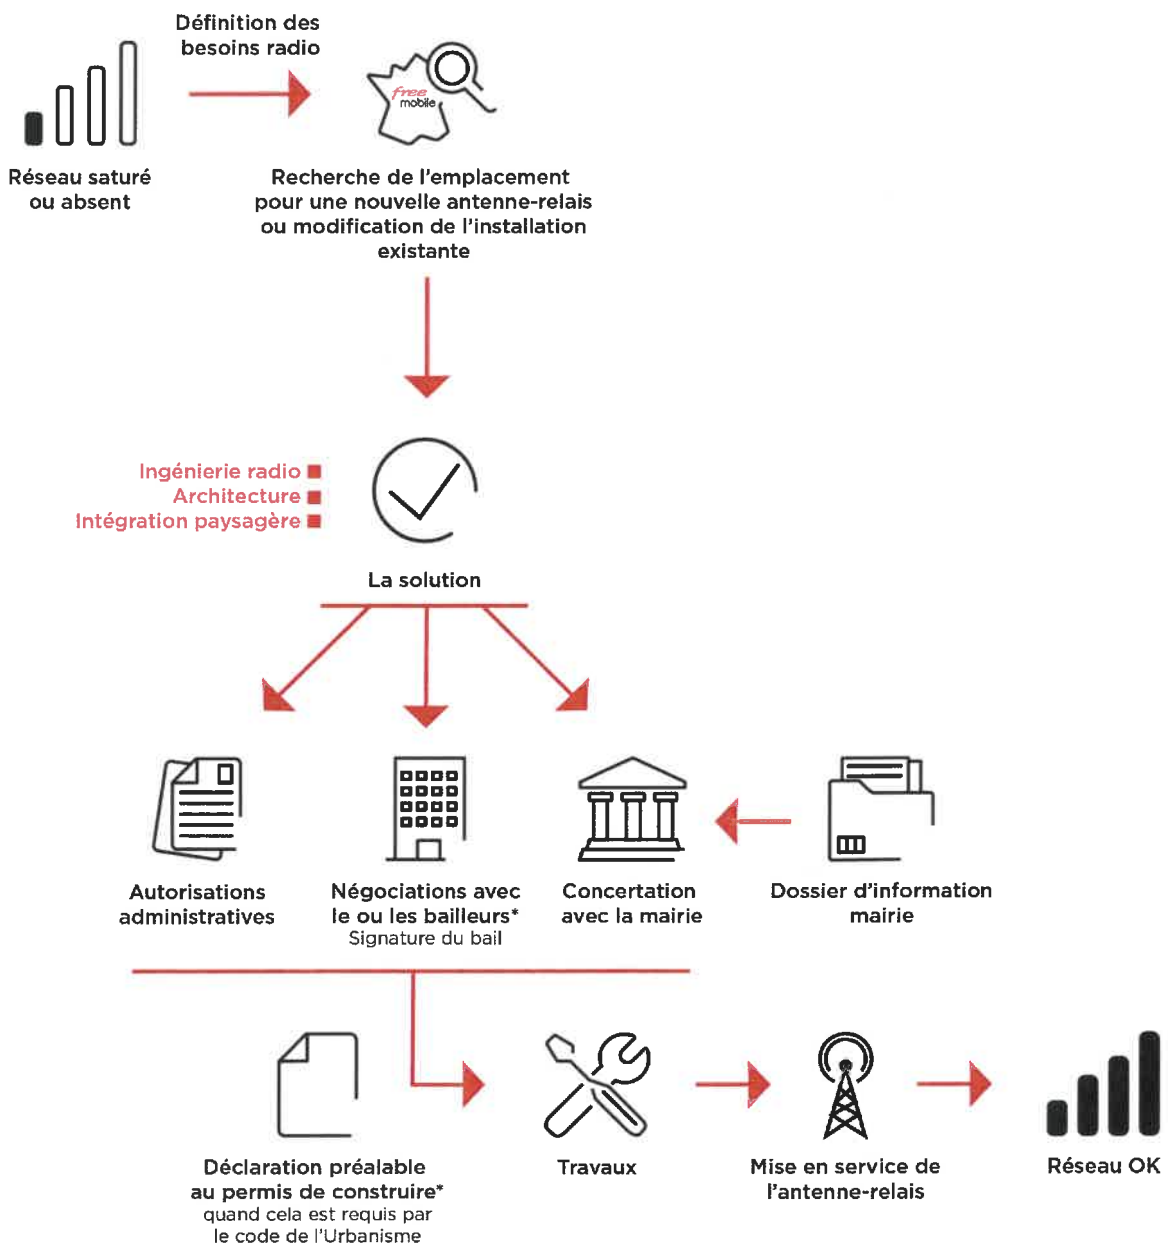 Définition des
besoins radio
free
mobile
Réseau saturé
ou absent
Recherche de l'emplacement
pour une nouvelle antenne-relais
ou modification de l'installation
existante
Ingénierie radio
Architecture
Intégration paysagère
La solution
Autorisations
administratives
Négociations avec
le ou les bailleurs*
Signature du bail
Concertation
avec la mairie
Dossier d'information
mairie
Déclaration préalable
au permis de construire*
quand cela est requis par
le code de l'Urbanisme
Travaux
Mise en service de
l'antenne-relais
Réseau OK